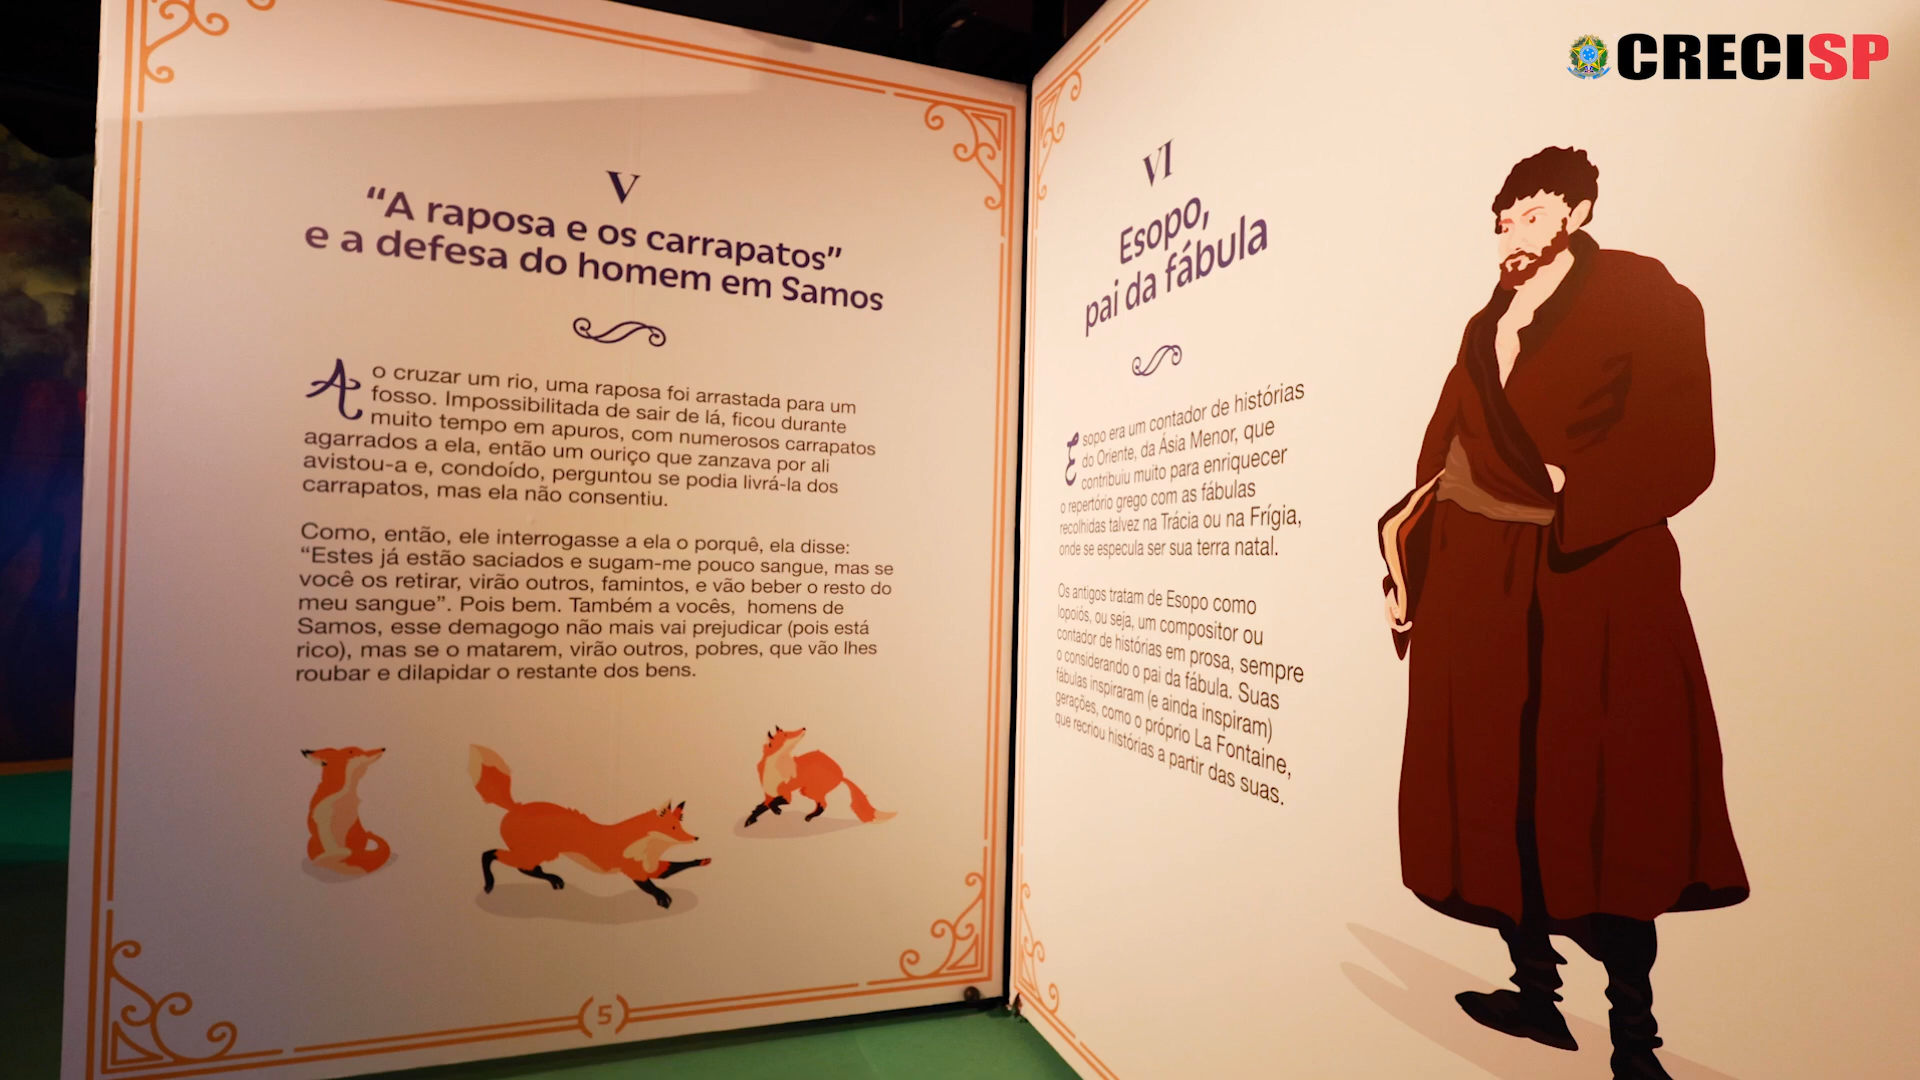 CRECISP
V
“A raposa e os carrapatos”
e a defesa do homem em Samos
Ao cruzar um rio, uma raposa foi arrastada para um
fosso. Impossibilitada de sair de lá, ficou durante
muito tempo em apuros, com numerosos carrapatos
agarrados a ela, então um ouriço que zanzava por ali
avistou-a e, condoído, perguntou se podia livrá-la dos
carrapatos, mas ela não consentiu.
Como, então, ele interrogasse a ela o porquê, ela disse:
“Estes já estão saciados e sugam-me pouco sangue, mas se
você os retirar, virão outros, famintos, e vão beber o resto do
meu sangue”. Pois bem. Também a vocês, homens de
Samos, esse demagogo não mais vai prejudicar (pois está
rico), mas se o matarem, virão outros, pobres, que vão lhes
roubar e dilapidar o restante dos bens.
5
VI
Esopo,
pai da fábula
Esopo era um contador de histórias
do Oriente, da Ásia Menor, que
contribuiu muito para enriquecer
o repertório grego com as fábulas
recolhidas talvez na Trácia ou na Frígia,
onde se especula ser sua terra natal.
Os antigos tratam de Esopo como
lopoiós, ou seja, um compositor ou
contador de histórias em prosa, sempre
o considerando o pai da fábula. Suas
fábulas inspiraram (e ainda inspiram)
gerações, como o próprio La Fontaine,
que recriou histórias a partir das suas.